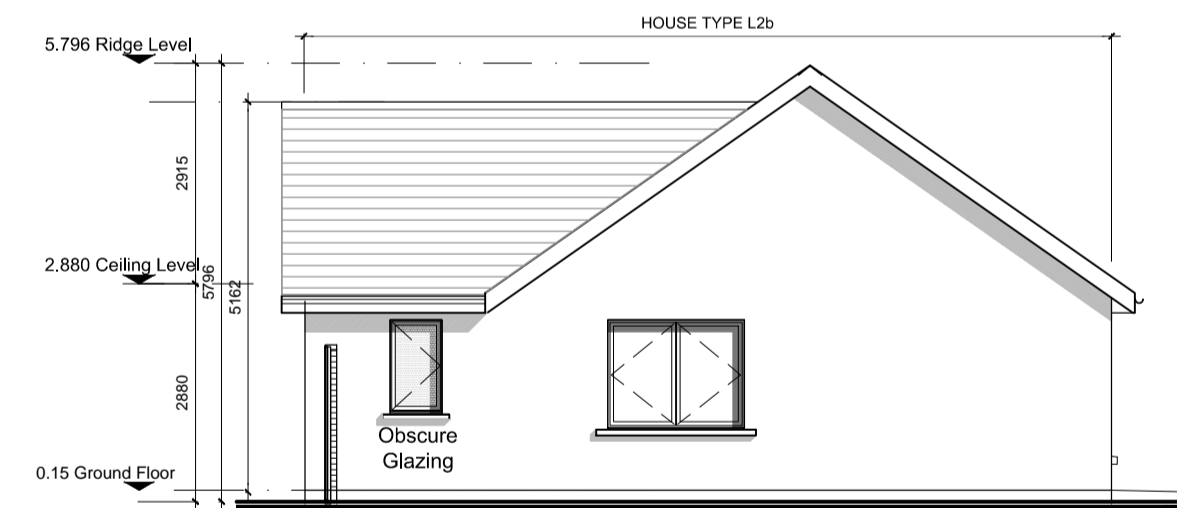 HOUSE TYPE L2b
5.796 Ridge Level
2915
2.880 Ceiling Level
5796
5162
2880
Obscure
Glazing
0.15 Ground Floor